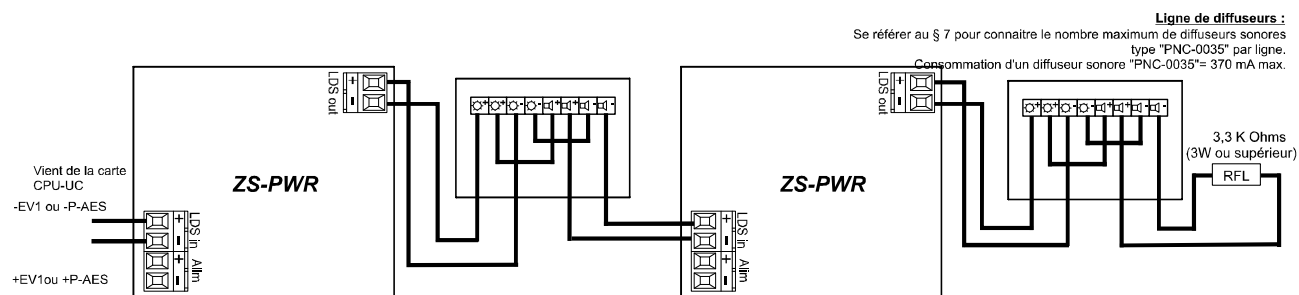 Ligne de diffuseurs :
Se référer au § 7 pour connaitre le nombre maximum de diffuseurs sonores
type "PNC-0035" par ligne.
Consommation d'un diffuseur sonore "PNC-0035"= 370 mA max.
+
-
LDS out
+
-
LDS out
+ + - - + + - -
+ + - - + + - -
3,3 K Ohms
(3W ou supérieur)
RFL
Vient de la carte
CPU-UC
ZS-PWR
ZS-PWR
-EV1 ou -P-AES
+
-
LDS in
+
-
Alim
+
-
LDS in
+
-
Alim
+EV1ou +P-AES